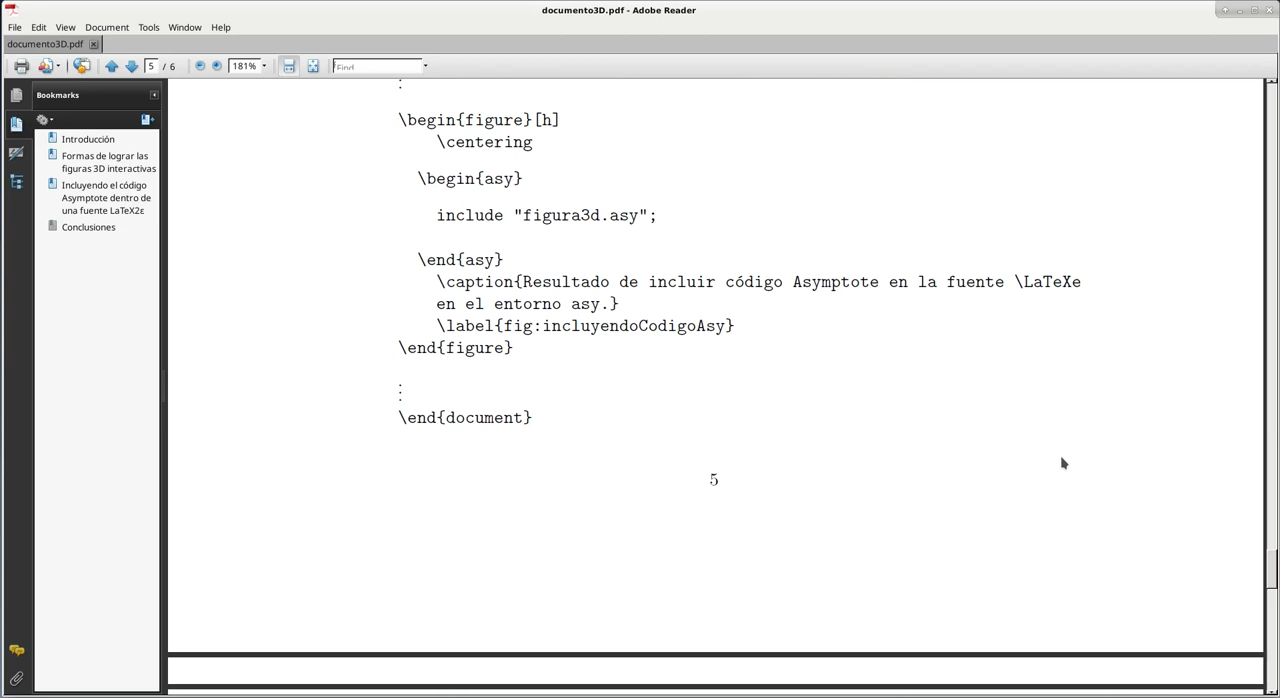 documento3D.pdf - Adobe Reader
File Edit View Document Tools Window Help
documento3D.pdf
5 / 6 181% Find
Bookmarks
Introducción
Formas de lograr las
figuras 3D interactivas
Incluyendo el código
Asymptote dentro de
una fuente LaTeX2ε
Conclusiones
\begin{figure}[h]
\centering
\begin{asy}
include "figura3d.asy";
\end{asy}
\caption{Resultado de incluir código Asymptote en la fuente \LaTeXe
en el entorno asy.}
\label{fig:incluyendoCodigoAsy}
\end{figure}
\end{document}
5